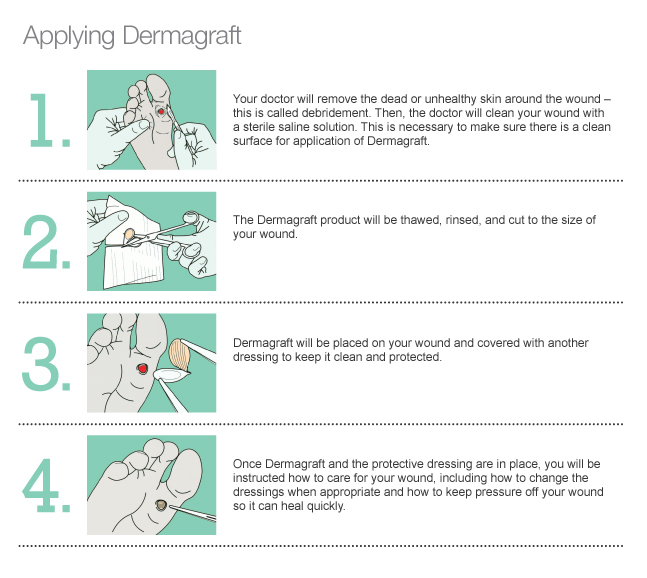 Applying Dermagraft
1.
Your doctor will remove the dead or unhealthy skin around the wound –
this is called debridement. Then, the doctor will clean your wound with
a sterile saline solution. This is necessary to make sure there is a clean
surface for application of Dermagraft.
2.
The Dermagraft product will be thawed, rinsed, and cut to the size of
your wound.
3.
Dermagraft will be placed on your wound and covered with another
dressing to keep it clean and protected.
4.
Once Dermagraft and the protective dressing are in place, you will be
instructed how to care for your wound, including how to change the
dressings when appropriate and how to keep pressure off your wound
so it can heal quickly.